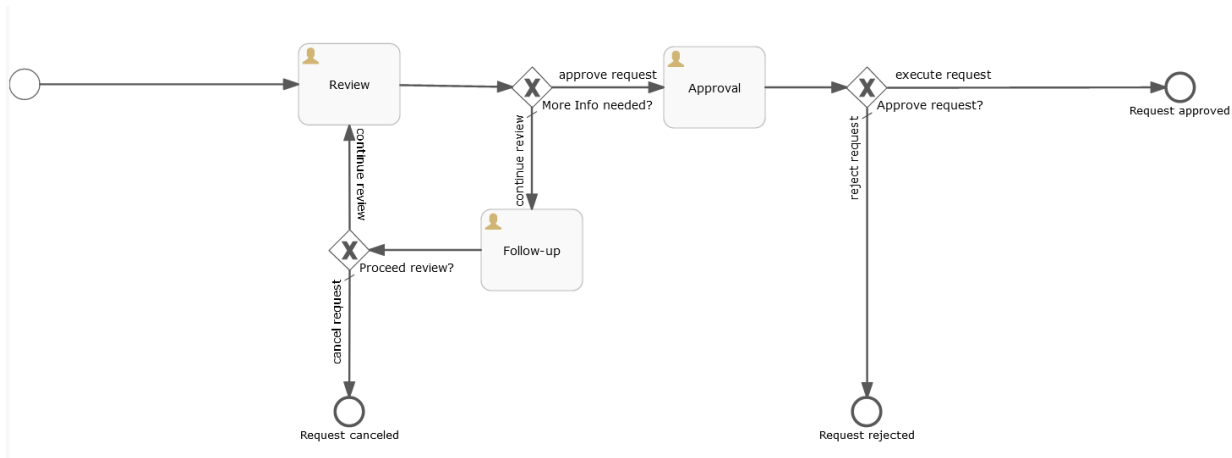 Review
approve request
More Info needed?
Approval
execute request
Approve request?
Request approved
continue review
continue review
reject request
Follow-up
Proceed review?
cancel request
Request canceled
Request rejected